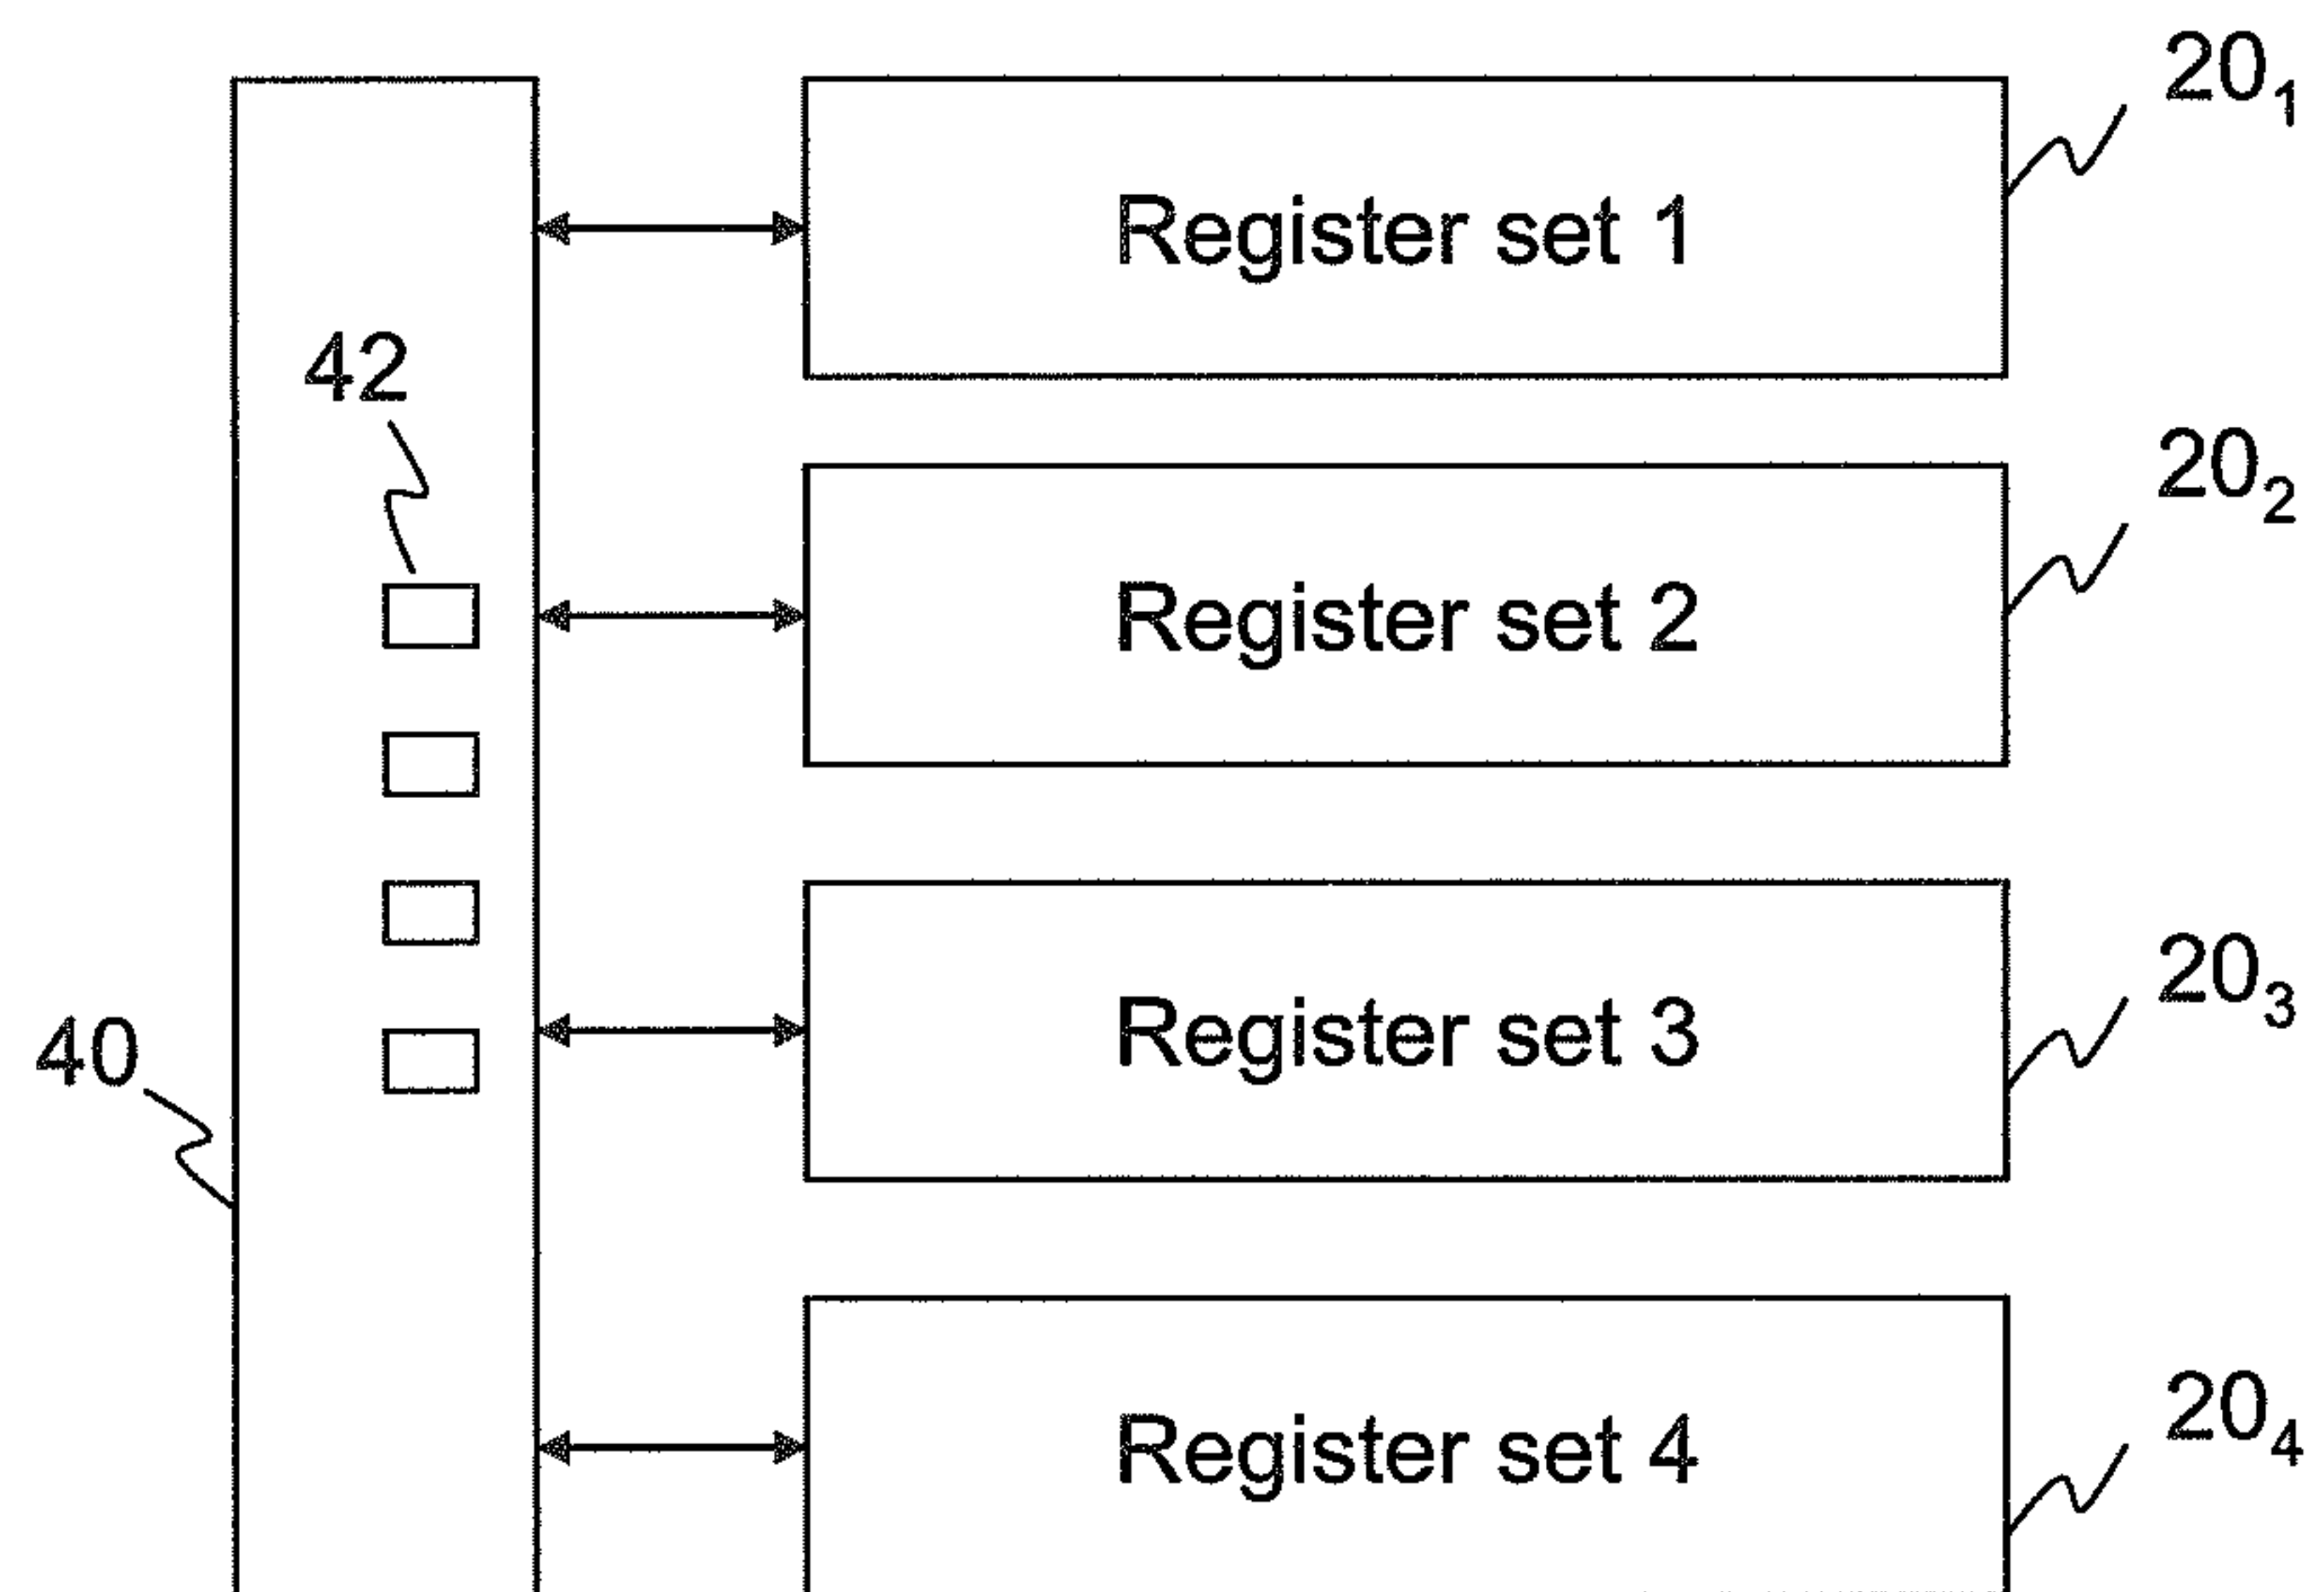 20₁
Register set 1
42
20₂
Register set 2
20₃
Register set 3
40
20₄
Register set 4